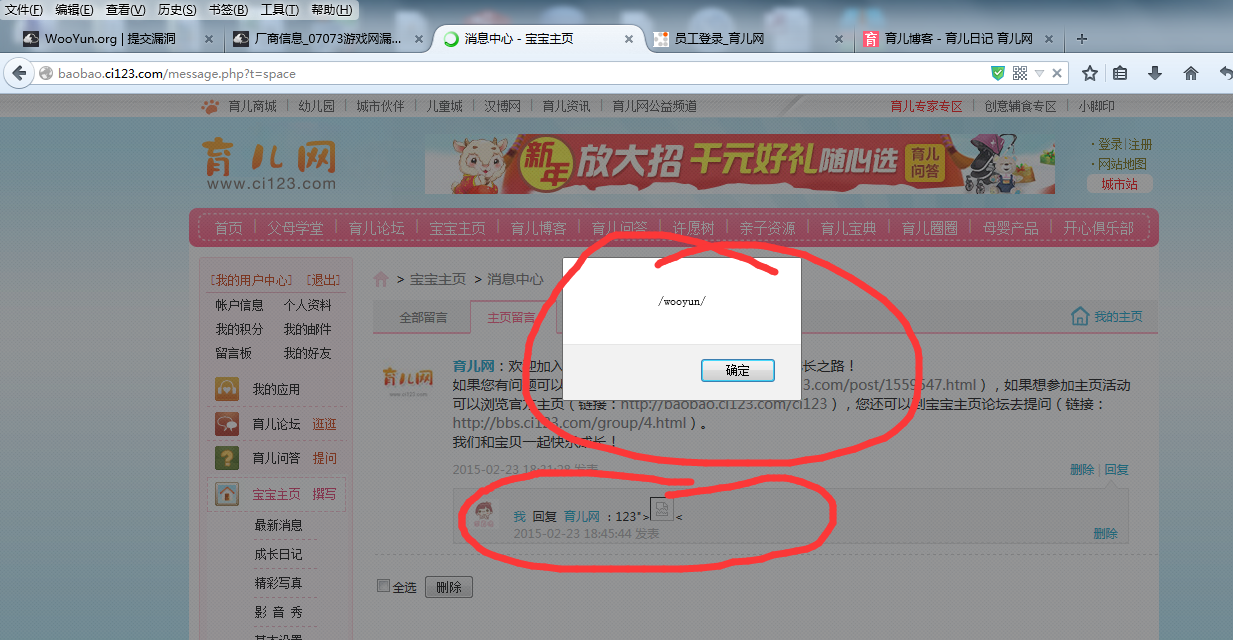 文件(F) 编辑(E) 查看(V) 历史(S) 书签(B) 工具(T) 帮助(H)
WooYun.org | 提交漏洞 × 厂商信息_07073游戏网漏... × 消息中心 - 宝宝主页 × 员工登录_育儿网 × 育儿博客 - 育儿日记 育儿网 × +
baobao.ci123.com/message.php?t=space
育儿商城 | 幼儿园 | 城市伙伴 | 儿童城 | 汉博网 | 育儿资讯 | 育儿网公益频道 育儿专家专区 | 创意辅食专区 | 小脚印
育儿网
www.ci123.com
新年 放大招 千元好礼随心选 育儿问答
·登录|注册
·网站地图
城市站
首页 父母学堂 育儿论坛 宝宝主页 育儿博客 育儿问答 许愿树 亲子资源 育儿宝典 育儿圈圈 母婴产品 开心俱乐部
[我的用户中心] [退出]
帐户信息 个人资料
我的积分 我的邮件
留言板 我的好友
我的应用
育儿论坛 逛逛
育儿问答 提问
宝宝主页 撰写
最新消息
成长日记
精彩写真
影 音 秀
基本设置
> 宝宝主页 > 消息中心
全部留言 主页留言 我的主页
/wooyun/
确定
育儿网
育儿网：欢迎加入 长之路！
如果您有问题可以 3.com/post/1559547.html），如果想参加主页活动
可以浏览官方主页（链接：http://baobao.ci123.com/ci123），您还可以到宝宝主页论坛去提问（链接：
http://bbs.ci123.com/group/4.html）。
我们和宝贝一起快乐成长！
2015-02-23 18:21:28 发表 删除 | 回复
我 回复 育儿网 ：123">
<
2015-02-23 18:45:44 发表 删除
全选 删除